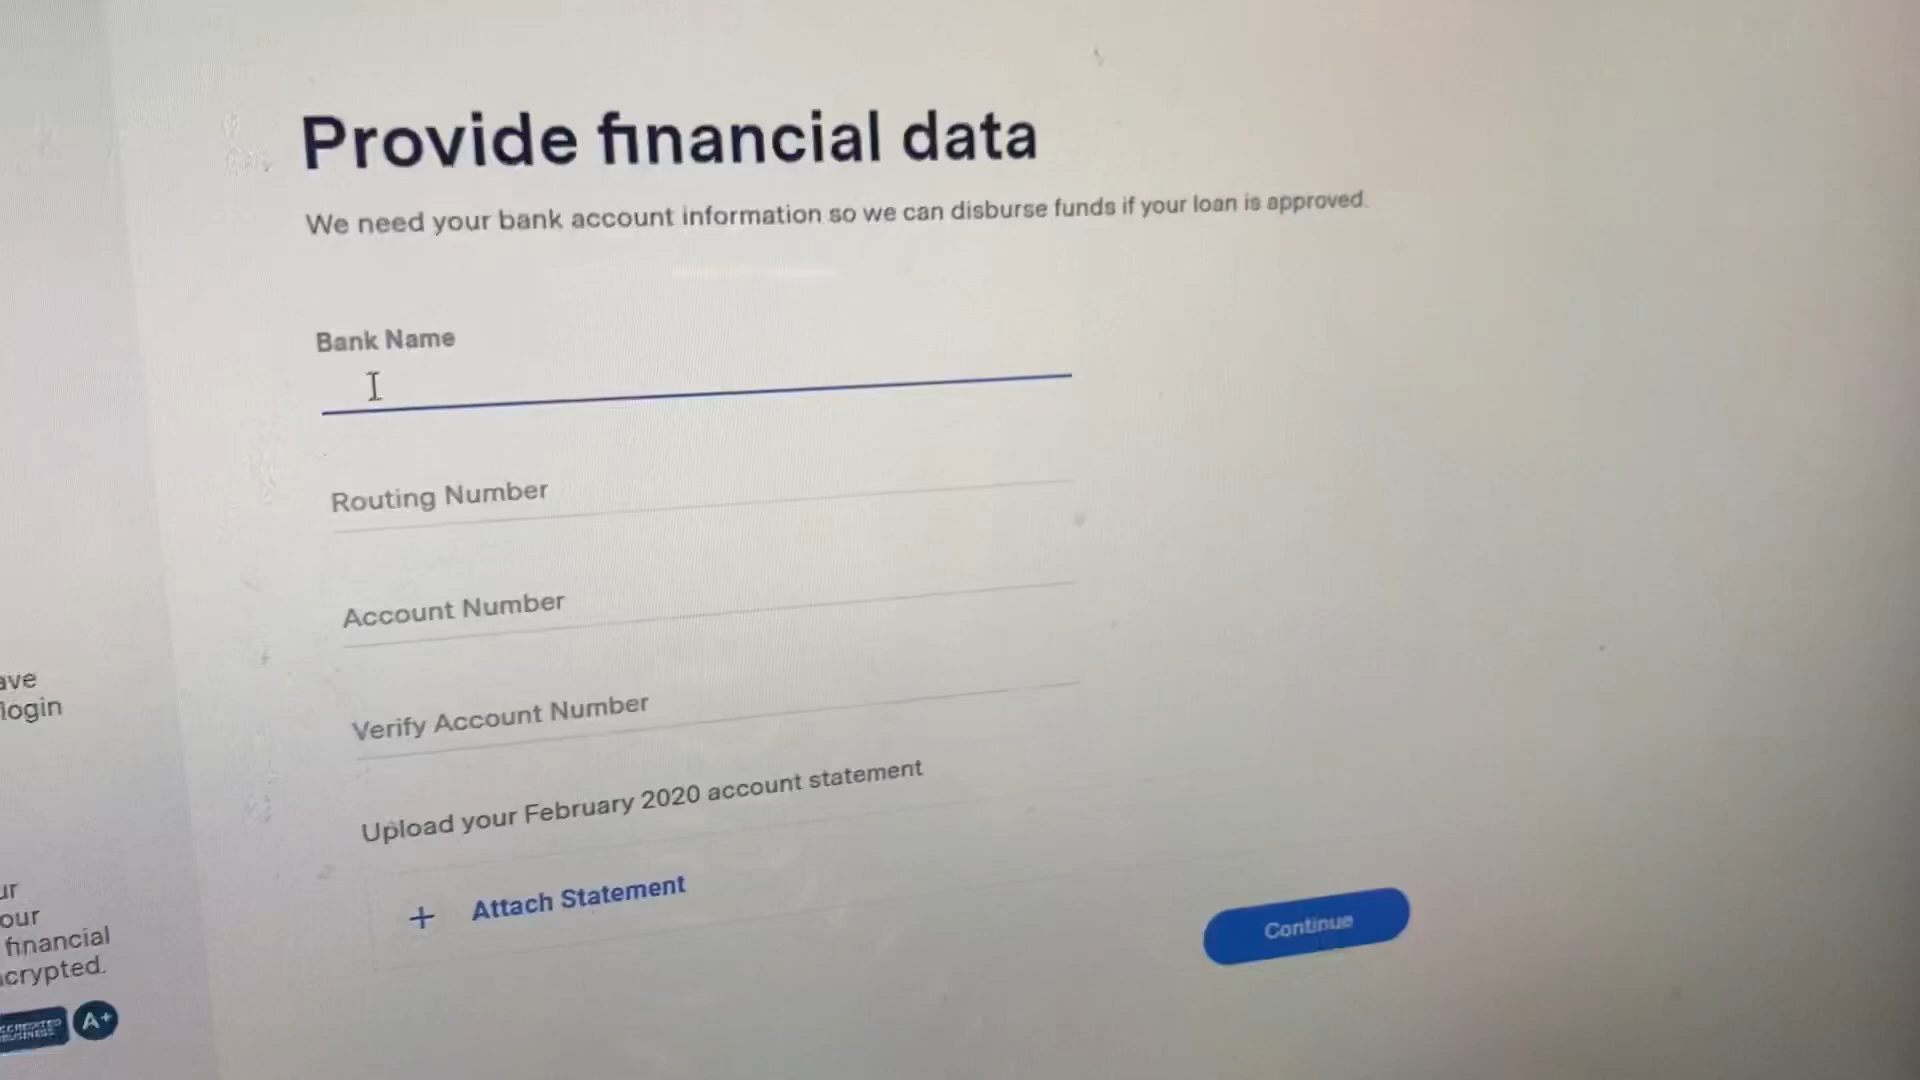 Provide financial data
We need your bank account information so we can disburse funds if your loan is approved.
Bank Name
Routing Number
Account Number
Verify Account Number
Upload your February 2020 account statement
+ Attach Statement
Continue
ave
login
ur
our
financial
crypted.
ACCREDITED
BUSINESS
A+